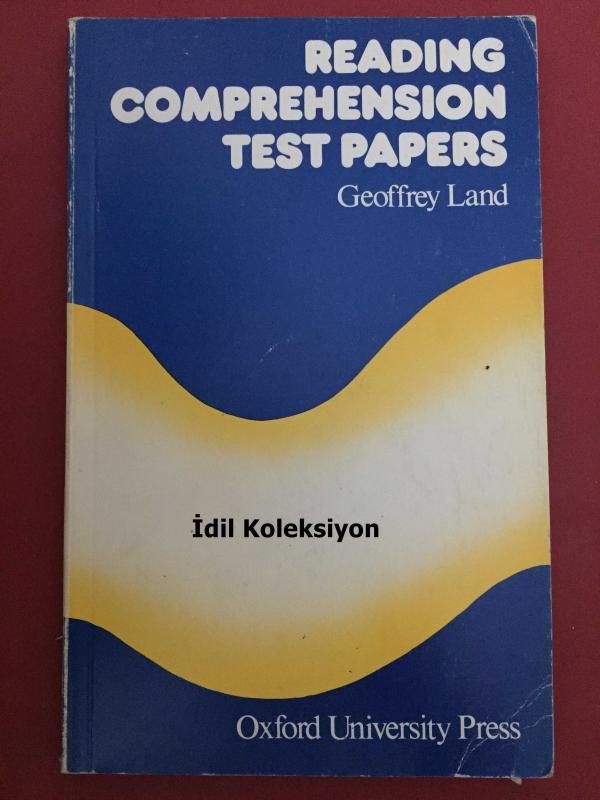 READING
COMPREHENSION
TEST PAPERS
Geoffrey Land
İdil Koleksiyon
Oxford University Press